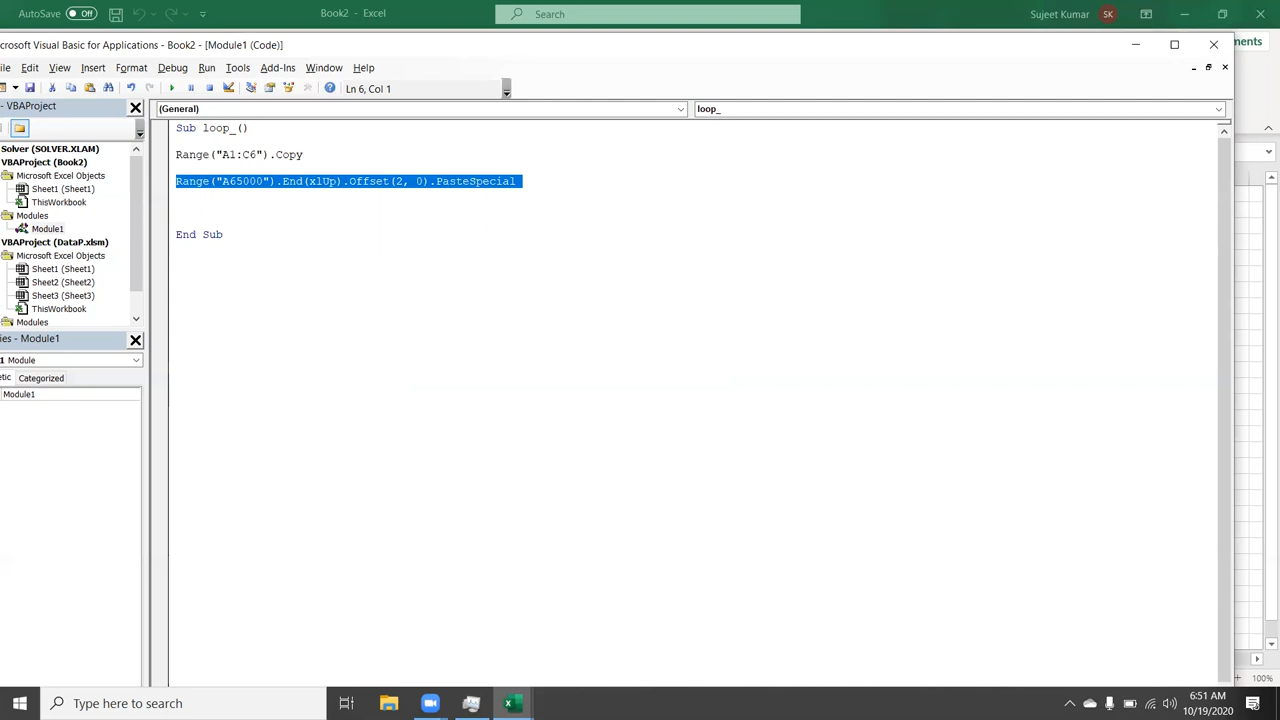 AutoSave Off Book2 - Excel Search Sujeet Kumar SK
crosoft Visual Basic for Applications - Book2 - [Module1 (Code)]
ments
ile Edit View Insert Format Debug Run Tools Add-Ins Window Help
Ln 6, Col 1
- VBAProject
(General) loop_
Solver (SOLVER.XLAM)
VBAProject (Book2)
Microsoft Excel Objects
Sheet1 (Sheet1)
ThisWorkbook
Modules
Module1
VBAProject (DataP.xlsm)
Microsoft Excel Objects
Sheet1 (Sheet1)
Sheet2 (Sheet2)
Sheet3 (Sheet3)
ThisWorkbook
Modules
Sub loop_()
Range("A1:C6").Copy
Range("A65000").End(xlUp).Offset(2, 0).PasteSpecial
End Sub
ies - Module1
1 Module
etic Categorized
Module1
100%
Type here to search
6:51 AM
10/19/2020